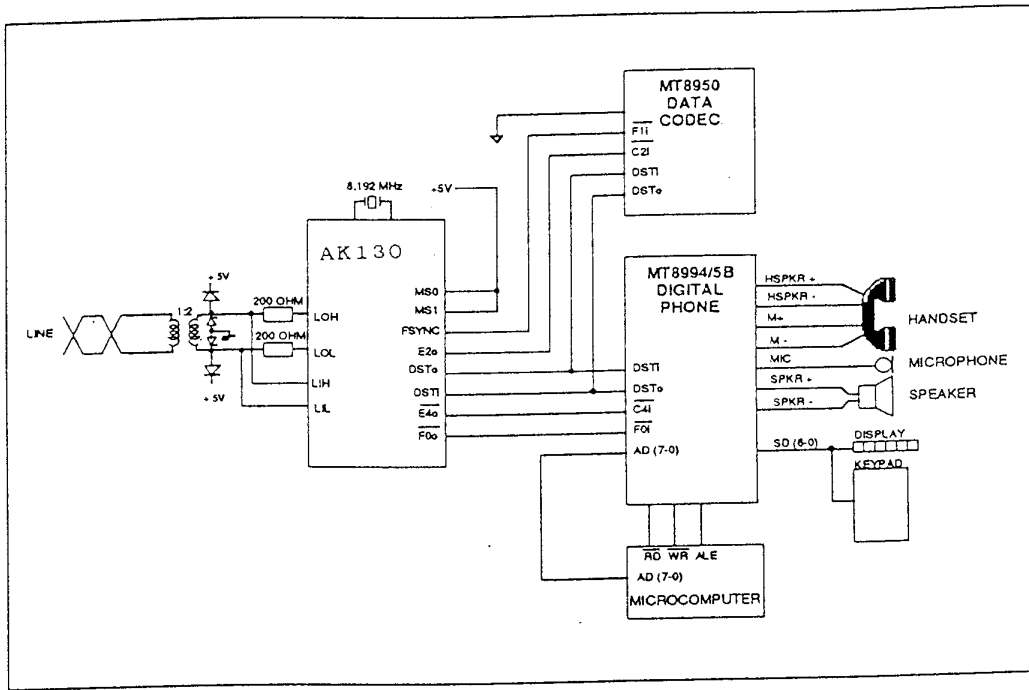 MT8950
DATA
CODEC
F1i
C2i
DSTi
DSTo
8.192 MHz
+5V
AK130
MS0
MS1
FSYNC
E2o
DSTo
DSTi
E4o
F0o
LOH
LOL
LIH
LIL
LINE
1:2
+ 5V
+ 5V
200 OHM
200 OHM
MT8994/5B
DIGITAL
PHONE
DSTi
DSTo
C4i
F0i
AD (7-0)
HSPKR +
HSPKR -
M+
M -
MIC
SPKR +
SPKR -
SD (6-0)
HANDSET
MICROPHONE
SPEAKER
DISPLAY
KEYPAD
RD WR ALE
AD (7-0)
MICROCOMPUTER